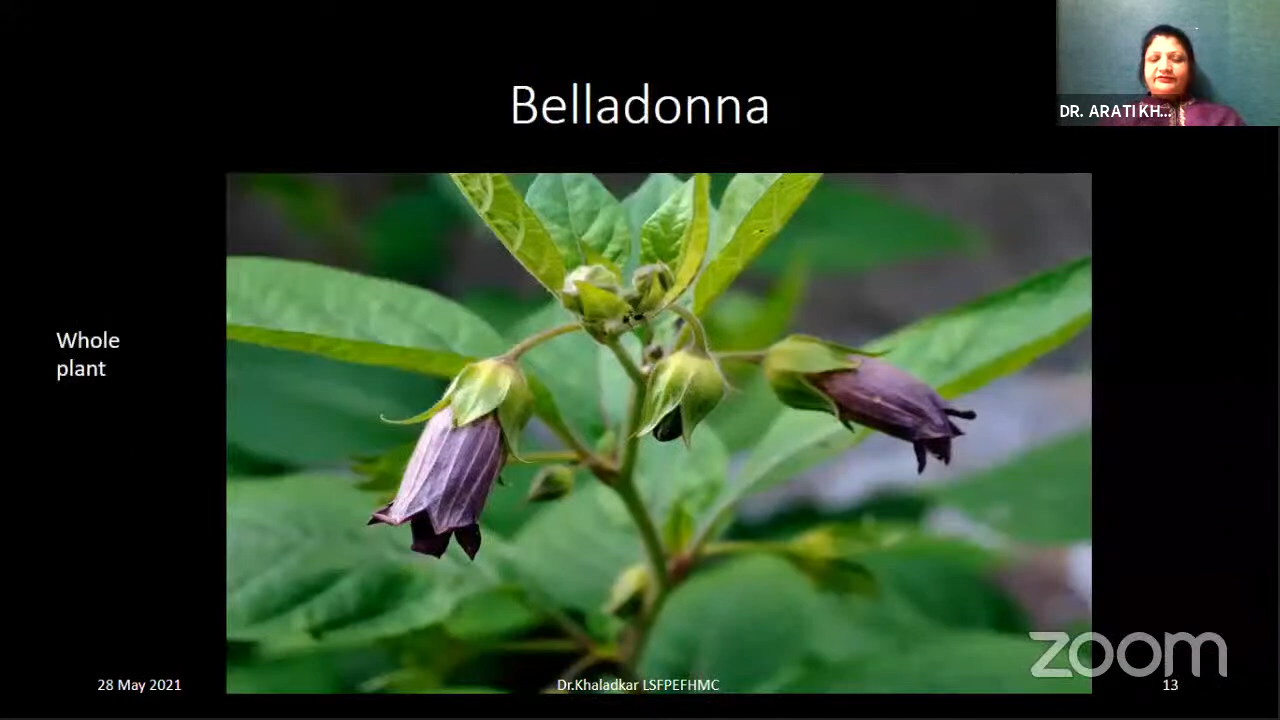 Belladonna
DR. ARATI KH...
Whole
plant
zoom
28 May 2021
Dr.Khaladkar LSFPEFHMC
13